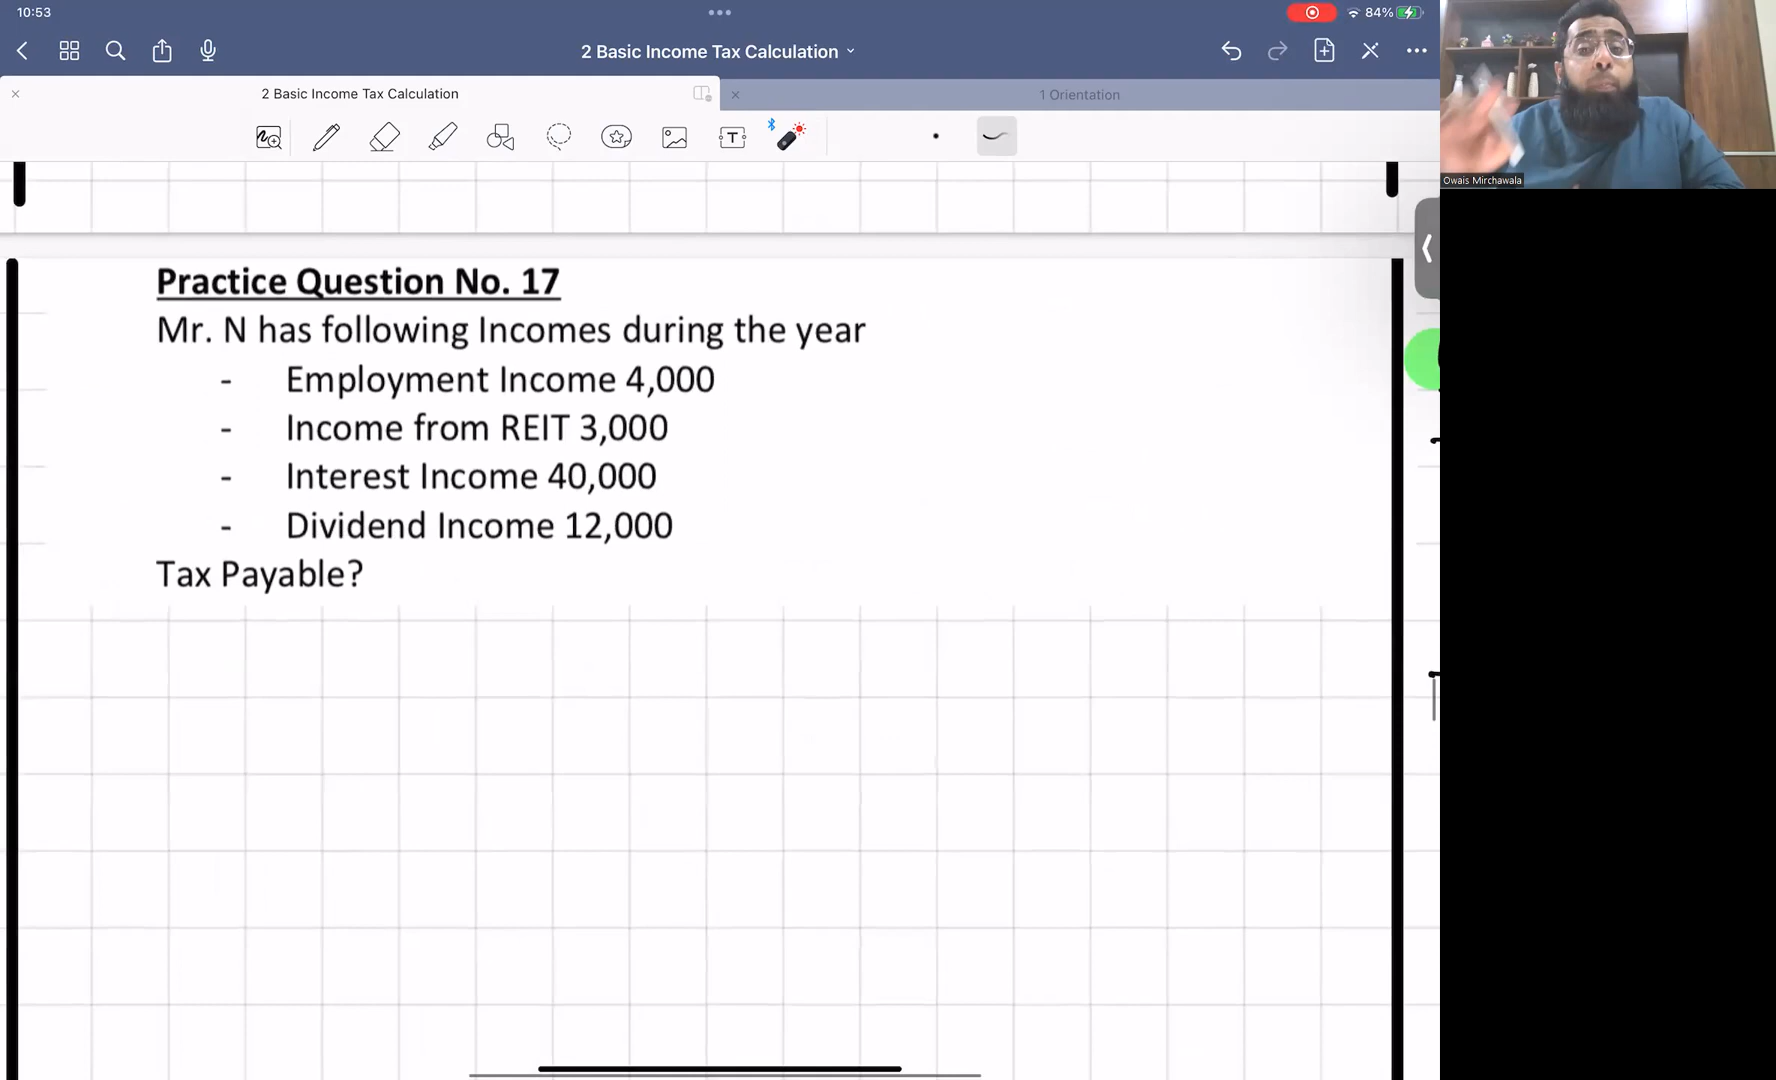 10:53
84%
2 Basic Income Tax Calculation
2 Basic Income Tax Calculation
1 Orientation
T
Owais Mirchawala
Practice Question No. 17
Mr. N has following Incomes during the year
- Employment Income 4,000
- Income from REIT 3,000
- Interest Income 40,000
- Dividend Income 12,000
Tax Payable?